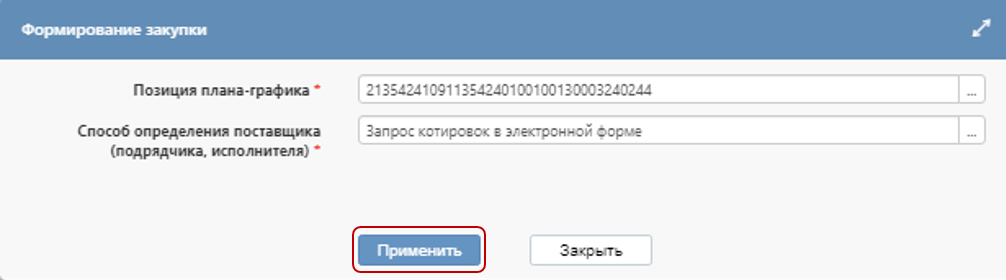 Формирование закупки
Позиция плана-графика * 213542410911354240100100130003240244 ...
Способ определения поставщика
(подрядчика, исполнителя) * Запрос котировок в электронной форме ...
Применить Закрыть